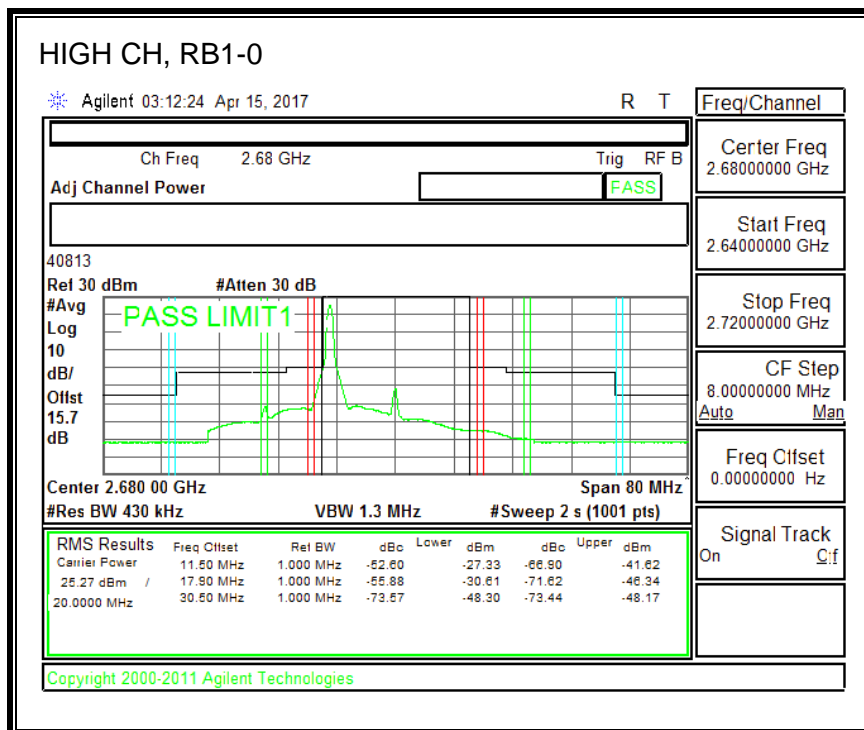 HIGH CH, RB1-0
Agilent 03:12:24 Apr 15, 2017 R T
Ch Freq 2.68 GHz Trig RF B
Adj Channel Power PASS
40813
Ref 30 dBm #Atten 30 dB
#Avg
Log
10
dB/
Offst
15.7
dB
PASS LIMIT1
Center 2.680 00 GHz Span 80 MHz
#Res BW 430 kHz VBW 1.3 MHz #Sweep 2 s (1001 pts)
RMS Results Freq Offset Ref BW dBc Lower dBm dBc Upper dBm
Carrier Power 11.50 MHz 1.000 MHz -52.60 -27.33 -66.90 -41.62
25.27 dBm / 17.90 MHz 1.000 MHz -55.88 -30.61 -71.62 -46.34
20.0000 MHz 30.50 MHz 1.000 MHz -73.57 -48.30 -73.44 -48.17
Copyright 2000-2011 Agilent Technologies
Freq/Channel
Center Freq
2.68000000 GHz
Start Freq
2.64000000 GHz
Stop Freq
2.72000000 GHz
CF Step
8.00000000 MHz
Auto Man
Freq Offset
0.00000000 Hz
Signal Track
On Off